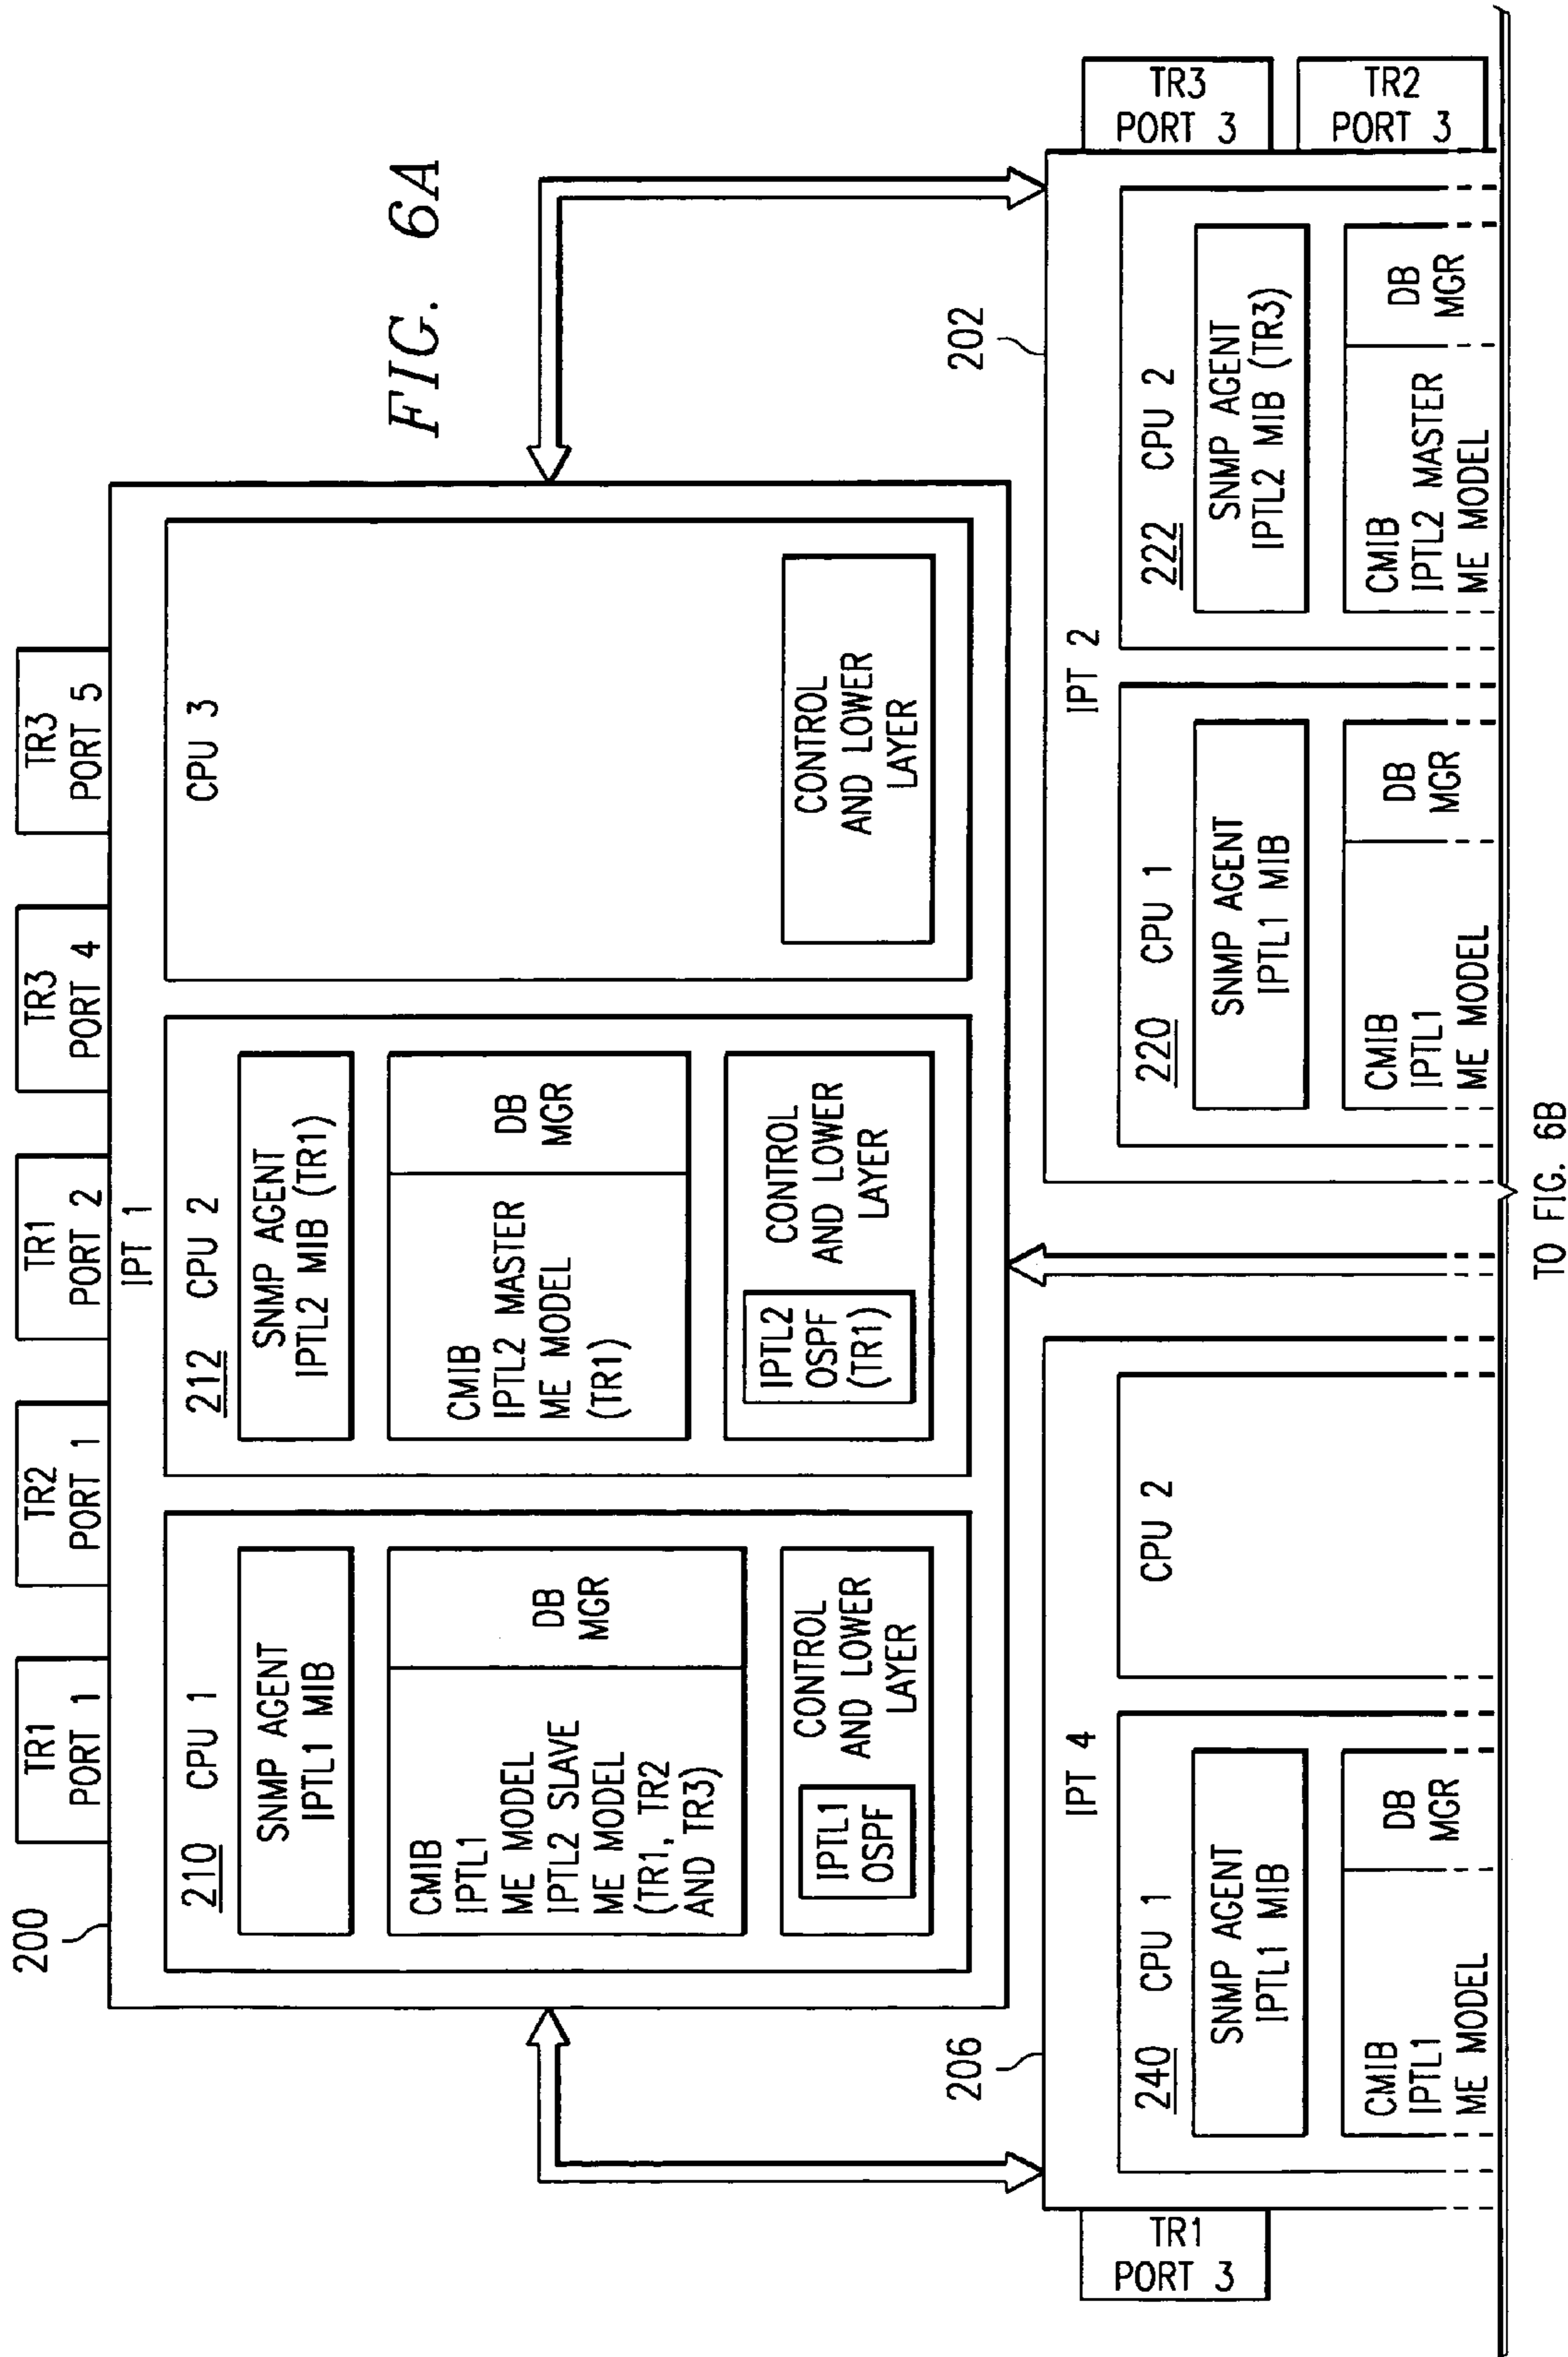 FIG. 6A
TR1
PORT 1
TR2
PORT 1
TR1
PORT 2
TR3
PORT 4
TR3
PORT 5
200
IPT 1
210 CPU 1
SNMP AGENT
IPTL1 MIB
CMIB
IPTL1
ME MODEL
IPTL2 SLAVE
ME MODEL
(TR1, TR2
AND TR3)
DB
MGR
CONTROL
AND LOWER
LAYER
IPTL1
OSPF
212 CPU 2
SNMP AGENT
IPTL2 MIB (TR1)
CMIB
IPTL2 MASTER
ME MODEL
(TR1)
DB
MGR
CONTROL
AND LOWER
LAYER
IPTL2
OSPF
(TR1)
CPU 3
CONTROL
AND LOWER
LAYER
206
TR1
PORT 3
IPT 4
240 CPU 1
SNMP AGENT
IPTL1 MIB
CMIB
IPTL1
ME MODEL
DB
MGR
CPU 2
202
IPT 2
220 CPU 1
SNMP AGENT
IPTL1 MIB
CMIB
IPTL1
ME MODEL
DB
MGR
222 CPU 2
SNMP AGENT
IPTL2 MIB (TR3)
CMIB
IPTL2 MASTER
ME MODEL
DB
MGR
TR3
PORT 3
TR2
PORT 3
TO FIG. 6B